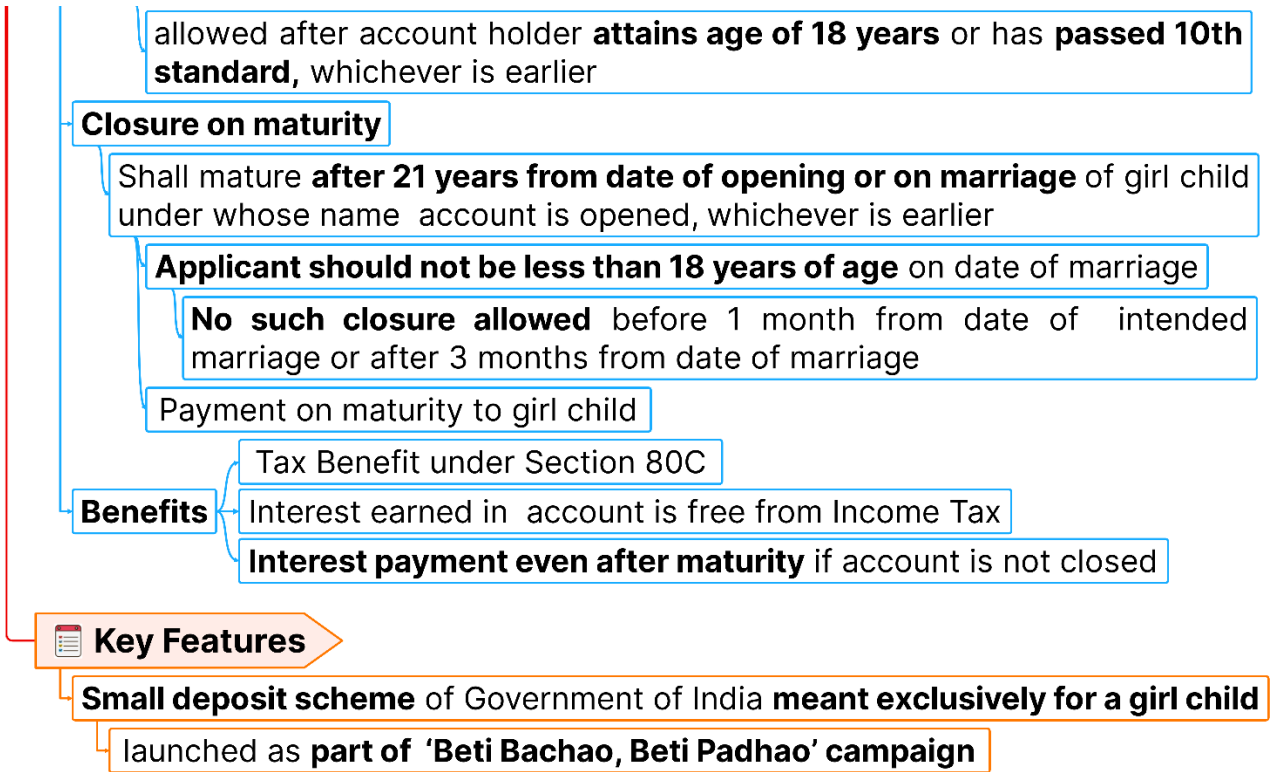 allowed after account holder attains age of 18 years or has passed 10th
standard, whichever is earlier
Closure on maturity
Shall mature after 21 years from date of opening or on marriage of girl child
under whose name account is opened, whichever is earlier
Applicant should not be less than 18 years of age on date of marriage
No such closure allowed before 1 month from date of intended
marriage or after 3 months from date of marriage
Payment on maturity to girl child
Tax Benefit under Section 80C
Benefits
Interest earned in account is free from Income Tax
Interest payment even after maturity if account is not closed
Key Features
Small deposit scheme of Government of India meant exclusively for a girl child
launched as part of ‘Beti Bachao, Beti Padhao’ campaign